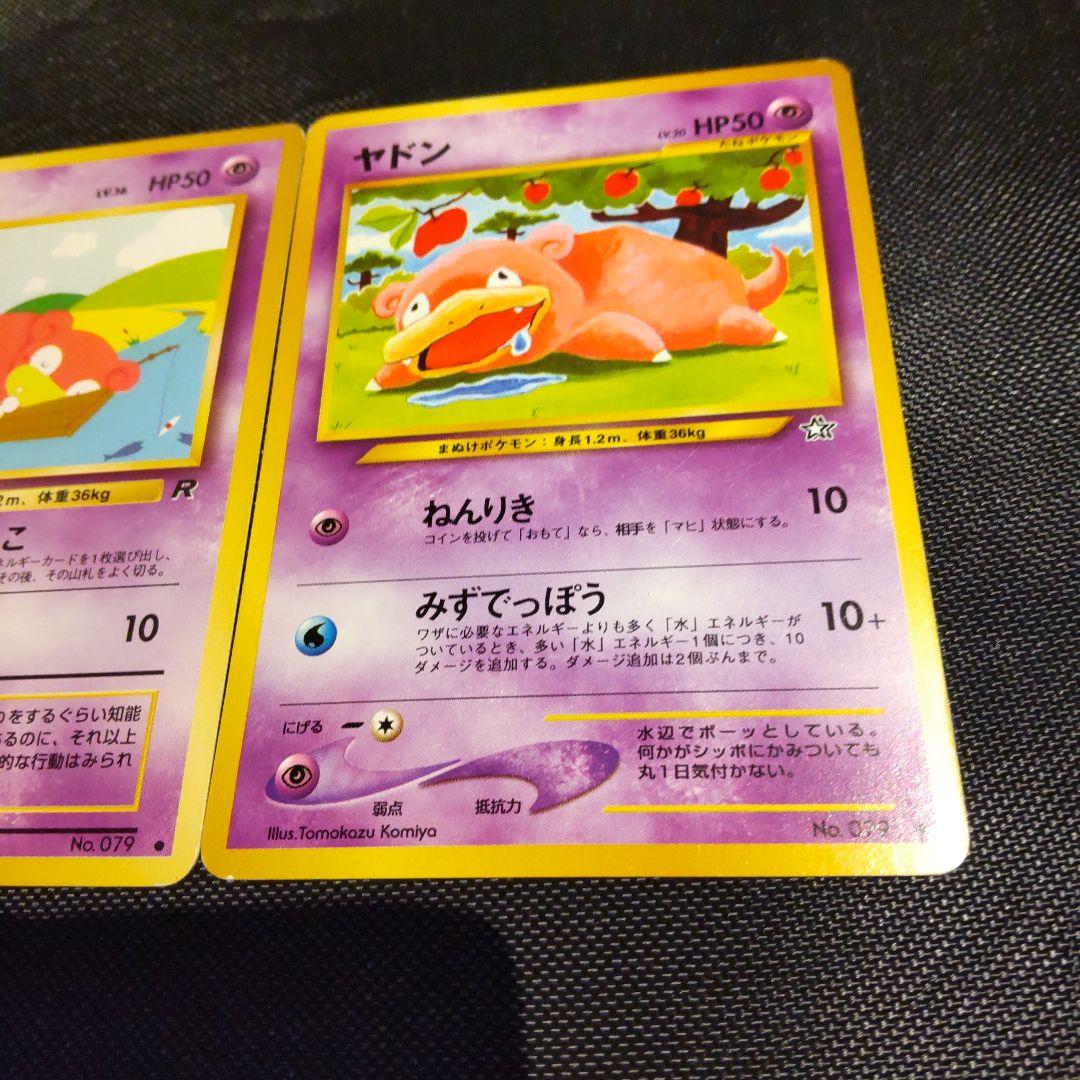 LV.36 HP50
2m、体重36kg
R
こ
ネルギーカードを1枚選び出し、
その後、その山札をよく切る。
10
をするぐらい知能
るのに、それ以上
的な行動はみられ
No. 079 ●
ヤドン
LV.20 HP50
たねポケモン
まぬけポケモン：身長1.2m、体重36kg
ねんりき 10
コインを投げて「おもて」なら、相手を「マヒ」状態にする。
みずでっぽう 10+
ワザに必要なエネルギーよりも多く「水」エネルギーが
ついているとき、多い「水」エネルギー1個につき、10
ダメージを追加する。ダメージ追加は2個ぶんまで。
にげる
弱点
抵抗力
水辺でボーッとしている。
何かがシッポにかみついても
丸1日気付かない。
Illus.Tomokazu Komiya
No. 079